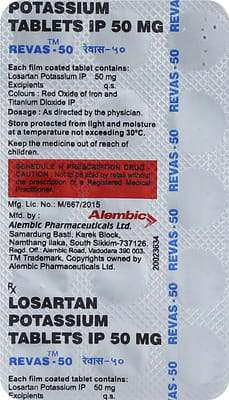 POTASSIUM
TABLETS IP 50 MG
REVAS-50™ रेवास-५०
Each film coated tablet contains:
Losartan Potassium IP 50 mg
Excipients q.s.
Colours : Red Oxide of Iron and
Titanium Dioxide IP
Dosage : As directed by the physician.
Store protected from light and moisture
at a temperature not exceeding 30°C.
Keep the medicine out of reach of
children.
SCHEDULE H PRESCRIPTION DRUG -
CAUTION : Not to be sold by retail without
the prescription of a Registered Medical
Practitioner.
Mfg. Lic. No.: M/667/2015
Mfd. by : Alembic
Alembic Pharmaceuticals Ltd.
Samardung Busti, Karek Block,
Namthang Ilaka, South Sikkim-737126.
Regd. Off.: Alembic Road, Vadodara 390 003.
TM Trademark, Copyrights owned by
Alembic Pharmaceuticals Ltd.
20023634
℞
LOSARTAN
POTASSIUM
TABLETS IP 50 MG
REVAS-50™ रेवास-५०
Each film coated tablet contains:
Losartan Potassium IP 50 mg
Excipients q.s.
REVAS - 50
REVAS - 50
REVAS - 50
REVAS - 50
REVAS - 50